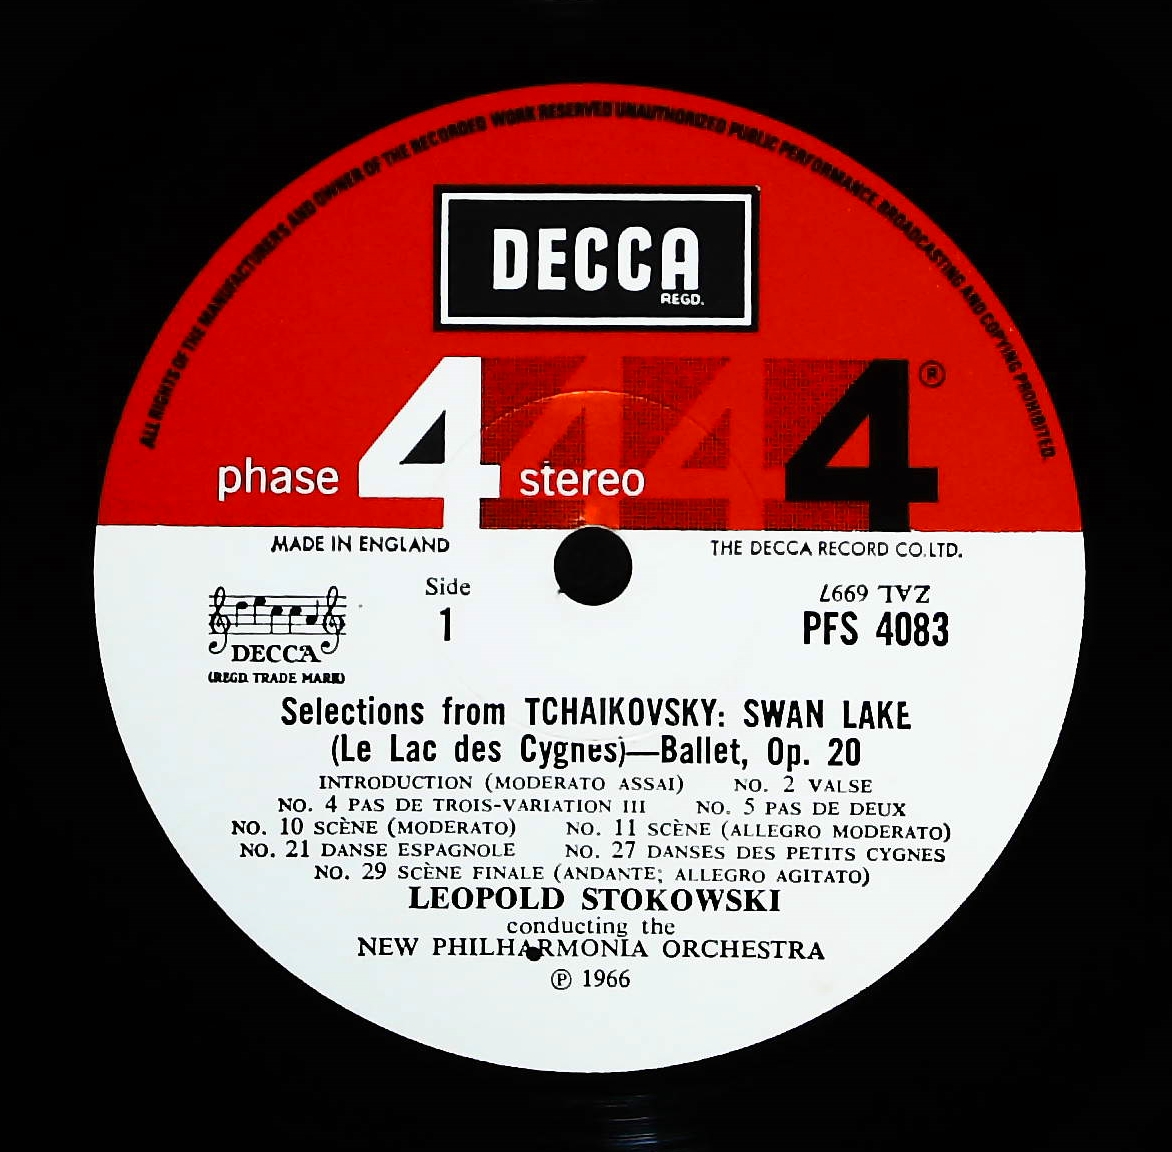 ALL RIGHTS OF THE MANUFACTURERS AND OWNER OF THE RECORDED WORK RESERVED UNAUTHORIZED PUBLIC PERFORMANCE, BROADCASTING AND COPYING PROHIBITED.
DECCA
REGD.
phase 4 stereo 4 4 4 ®
MADE IN ENGLAND
THE DECCA RECORD CO. LTD.
Side
1
ZAL 6997
PFS 4083
DECCA
(REGD. TRADE MARK)
Selections from TCHAIKOVSKY: SWAN LAKE
(Le Lac des Cygnes)—Ballet, Op. 20
INTRODUCTION (MODERATO ASSAI) NO. 2 VALSE
NO. 4 PAS DE TROIS-VARIATION III NO. 5 PAS DE DEUX
NO. 10 SCÈNE (MODERATO) NO. 11 SCÈNE (ALLEGRO MODERATO)
NO. 21 DANSE ESPAGNOLE NO. 27 DANSES DES PETITS CYGNES
NO. 29 SCÈNE FINALE (ANDANTE; ALLEGRO AGITATO)
LEOPOLD STOKOWSKI
conducting the
NEW PHILHARMONIA ORCHESTRA
℗ 1966